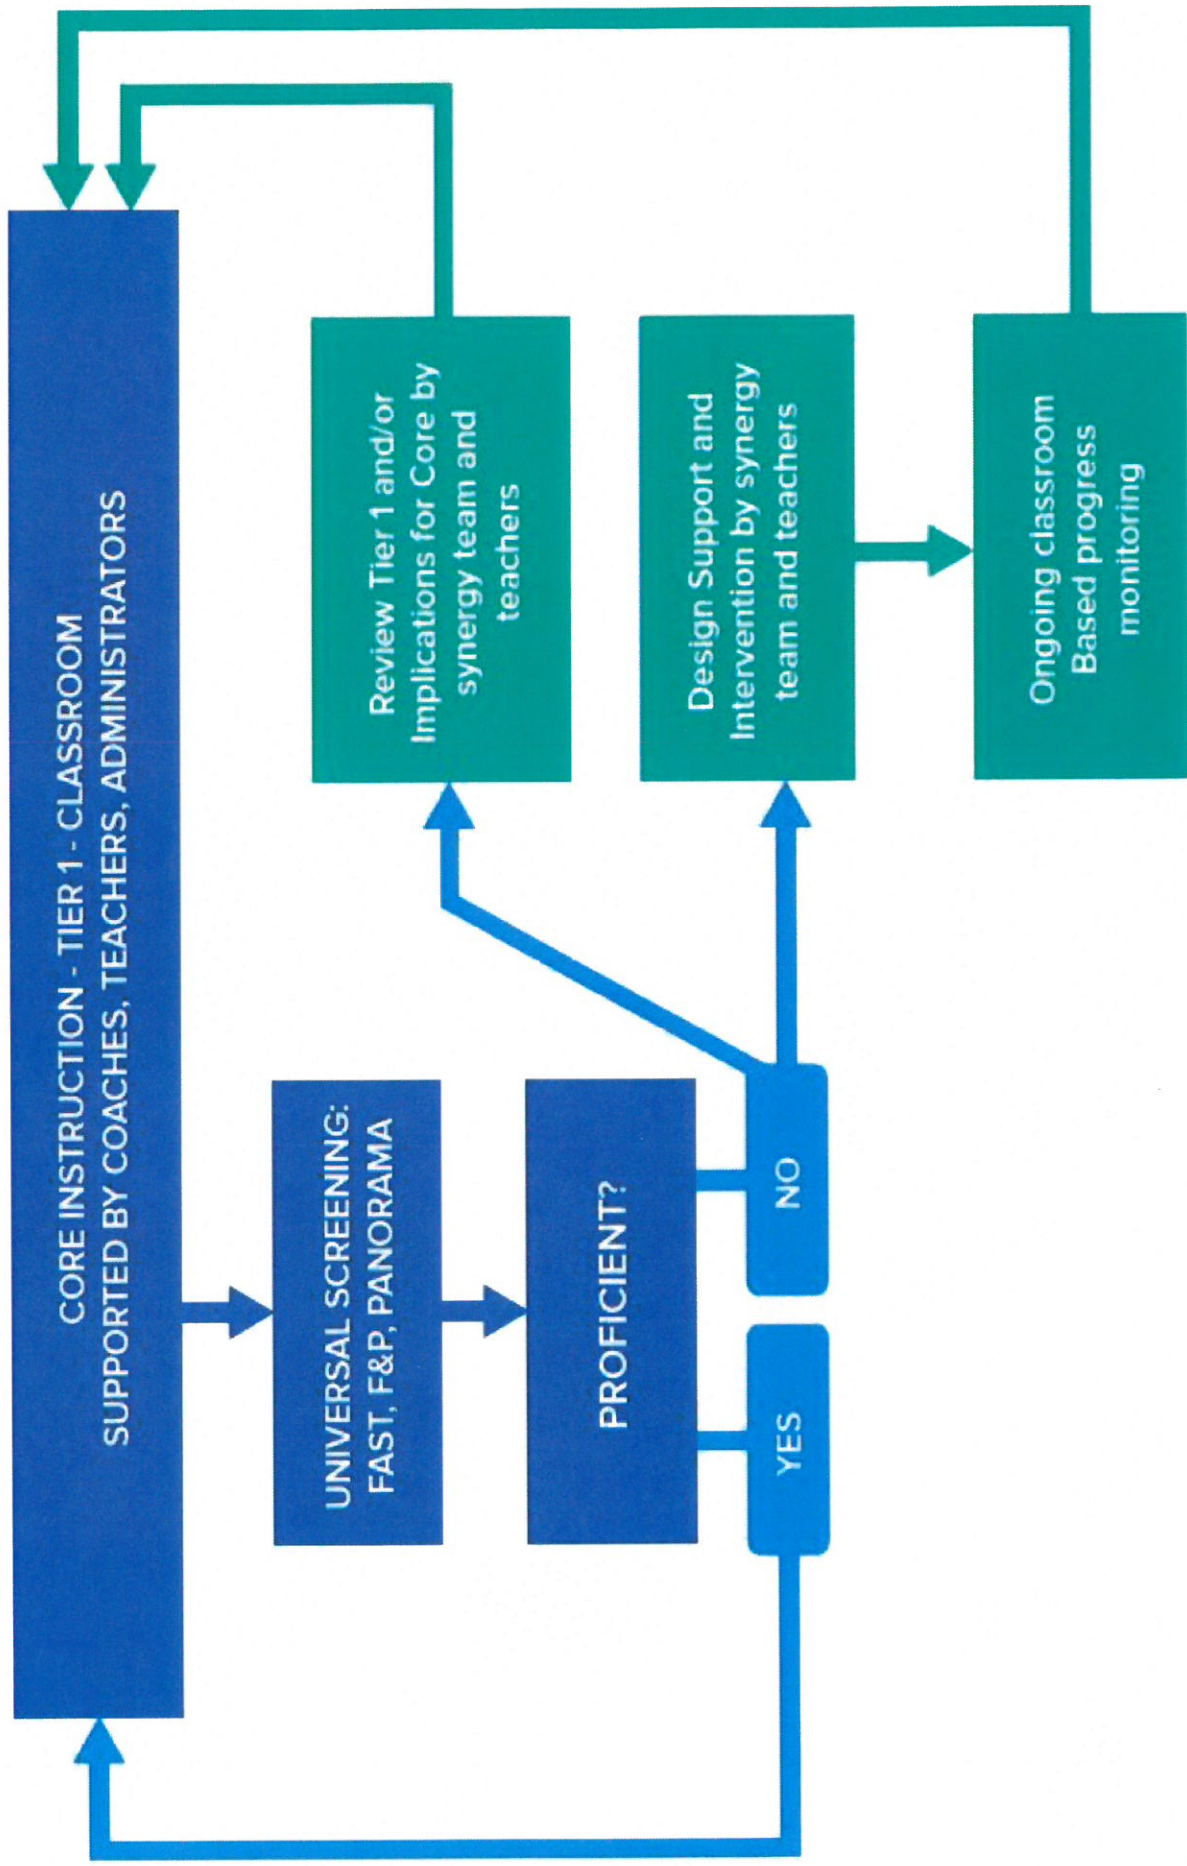 CORE INSTRUCTION - TIER 1 - CLASSROOM
SUPPORTED BY COACHES, TEACHERS, ADMINISTRATORS
UNIVERSAL SCREENING:
FAST, F&P, PANORAMA
PROFICIENT?
YES
NO
Review Tier 1 and/or
Implications for Core by
synergy team and
teachers
Design Support and
Intervention by synergy
team and teachers
Ongoing classroom
Based progress
monitoring